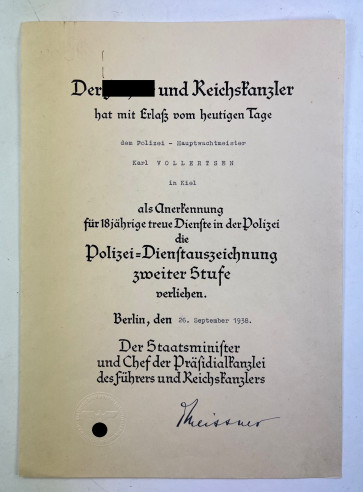 Der und Reichskanzler
hat mit Erlaß vom heutigen Tage
dem Polizei - Hauptwachtmeister
Karl VOLLERTSEN
in Kiel
als Anerkennung
für 18jährige treue Dienste in der Polizei
die
Polizei=Dienstauszeichnung
zweiter Stufe
verliehen.
Berlin, den 26. September 1938.
Der Staatsminister
und Chef der Präsidialkanzlei
des Führers und Reichskanzlers
Meissner